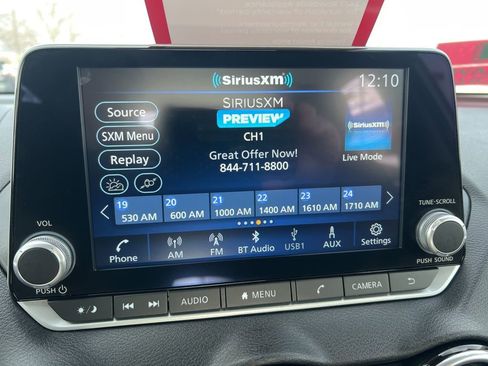 SiriusXM
12:10
Source
SIRIUSXM
PREVIEW
SXM Menu
CH1
SiriusXM
Replay
Great Offer Now!
Live Mode
844-711-8800
19 20 21 22 23 24
530 AM 600 AM 1000 AM 1400 AM 1610 AM 1710 AM
VOL
TUNE·SCROLL
Phone AM FM BT Audio USB1 AUX Settings
PUSH
PUSH SOUND
AUDIO MENU CAMERA